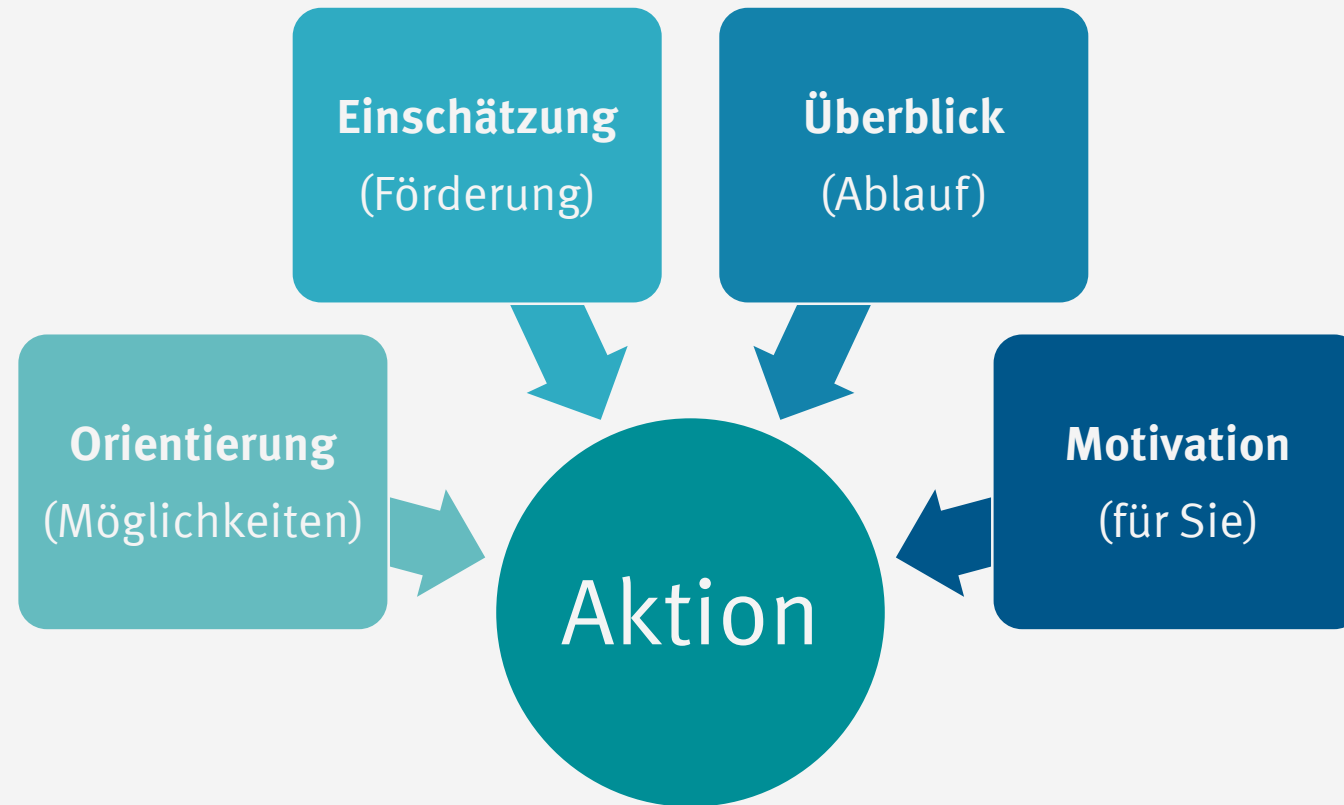 Einschätzung
(Förderung)
Überblick
(Ablauf)
Orientierung
(Möglichkeiten)
Motivation
(für Sie)
Aktion